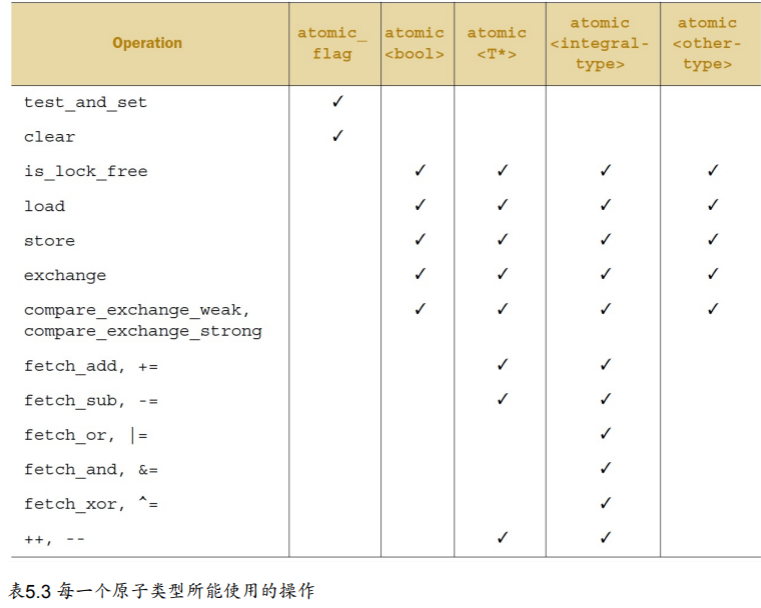 Operation atomic_flag atomic<bool> atomic<T*> atomic<integral-type> atomic<other-type>
test_and_set ✓
clear ✓
is_lock_free ✓ ✓ ✓ ✓
load ✓ ✓ ✓ ✓
store ✓ ✓ ✓ ✓
exchange ✓ ✓ ✓ ✓
compare_exchange_weak, ✓ ✓ ✓ ✓
compare_exchange_strong
fetch_add, += ✓ ✓
fetch_sub, -= ✓ ✓
fetch_or, |= ✓
fetch_and, &= ✓
fetch_xor, ^= ✓
++, -- ✓ ✓
表5.3 每一个原子类型所能使用的操作